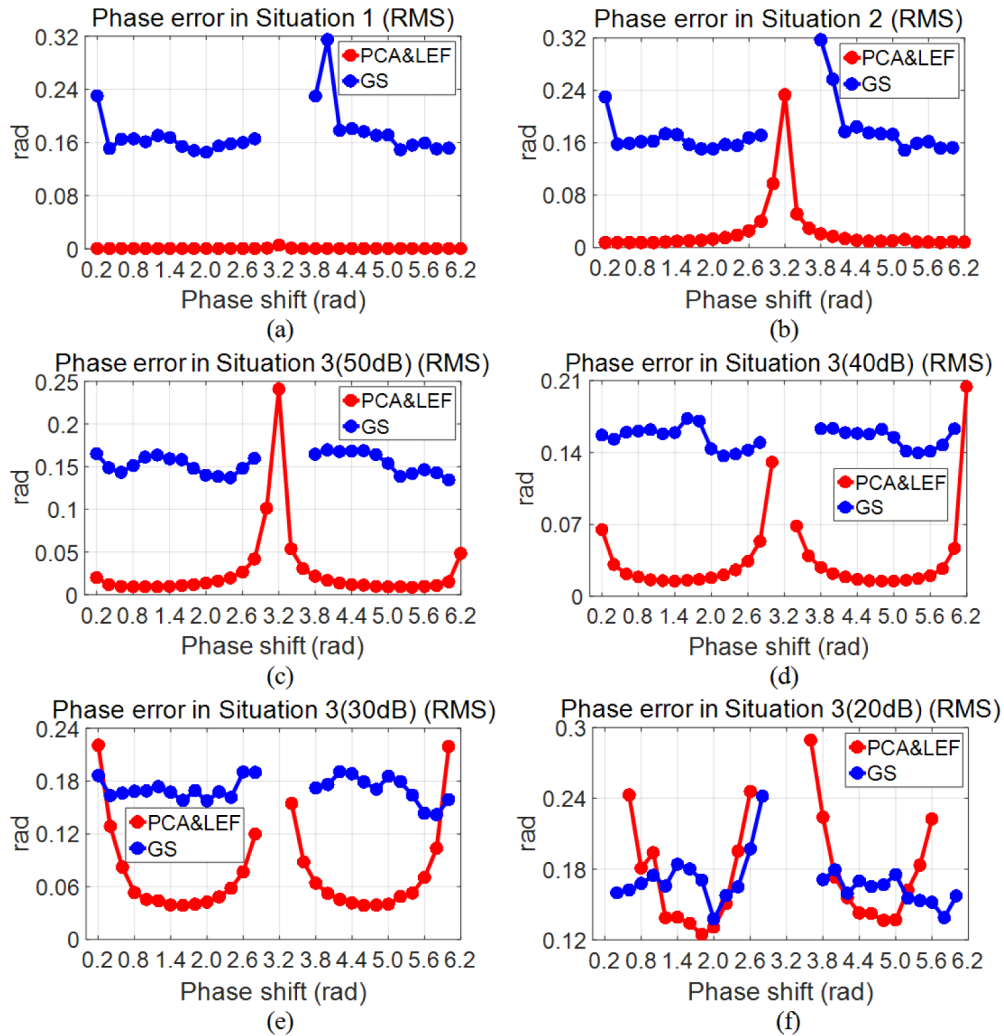 Phase error in Situation 1 (RMS)
0.32
0.24
0.16
0.08
0
rad
PCA&LEF
GS
0.2 0.8 1.4 2.0 2.6 3.2 3.8 4.4 5.0 5.6 6.2
Phase shift (rad)
(a)
Phase error in Situation 2 (RMS)
0.32
0.24
0.16
0.08
0
rad
PCA&LEF
GS
0.2 0.8 1.4 2.0 2.6 3.2 3.8 4.4 5.0 5.6 6.2
Phase shift (rad)
(b)
Phase error in Situation 3(50dB) (RMS)
0.25
0.2
0.15
0.1
0.05
0
rad
PCA&LEF
GS
0.2 0.8 1.4 2.0 2.6 3.2 3.8 4.4 5.0 5.6 6.2
Phase shift (rad)
(c)
Phase error in Situation 3(40dB) (RMS)
0.21
0.14
0.07
0
rad
PCA&LEF
GS
0.2 0.8 1.4 2.0 2.6 3.2 3.8 4.4 5.0 5.6 6.2
Phase shift (rad)
(d)
Phase error in Situation 3(30dB) (RMS)
0.24
0.18
0.12
0.06
0
rad
PCA&LEF
GS
0.2 0.8 1.4 2.0 2.6 3.2 3.8 4.4 5.0 5.6 6.2
Phase shift (rad)
(e)
Phase error in Situation 3(20dB) (RMS)
0.3
0.24
0.18
0.12
rad
PCA&LEF
GS
0.2 0.8 1.4 2.0 2.6 3.2 3.8 4.4 5.0 5.6 6.2
Phase shift (rad)
(f)